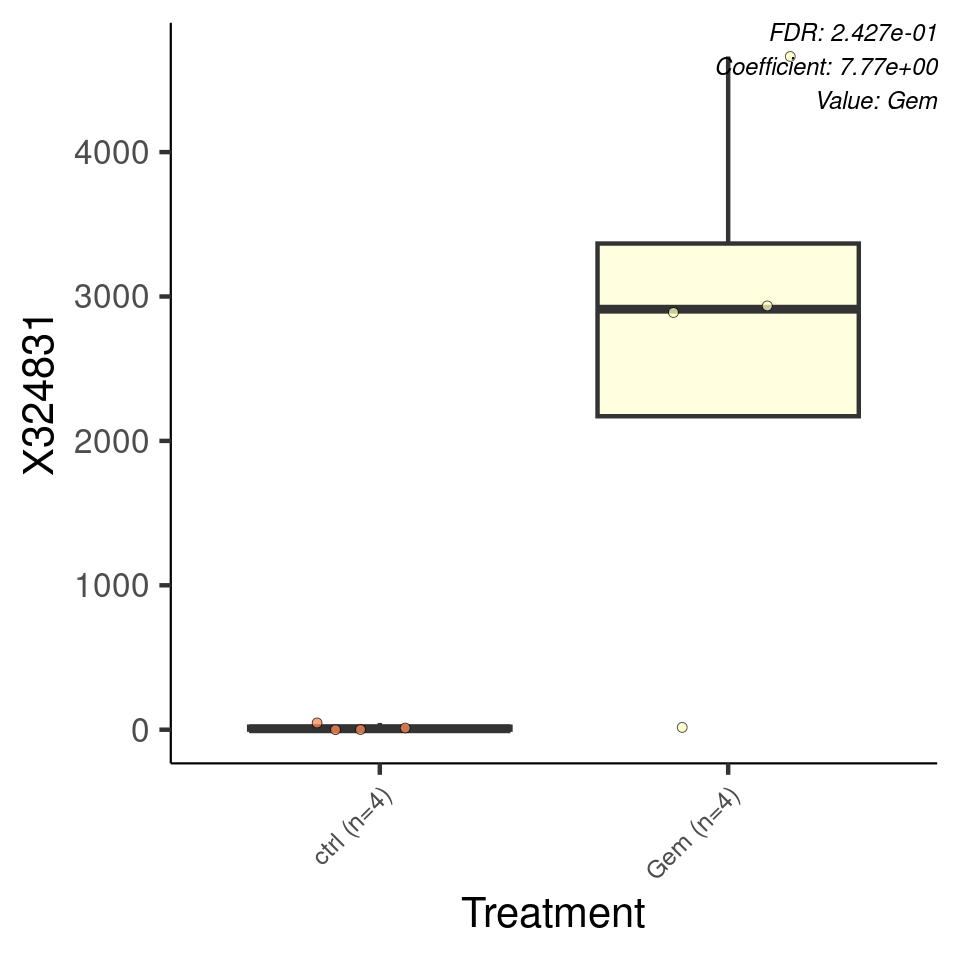 FDR: 2.427e-01
Coefficient: 7.77e+00
Value: Gem
4000
3000
2000
1000
0
X324831
ctrl (n=4)
Gem (n=4)
Treatment